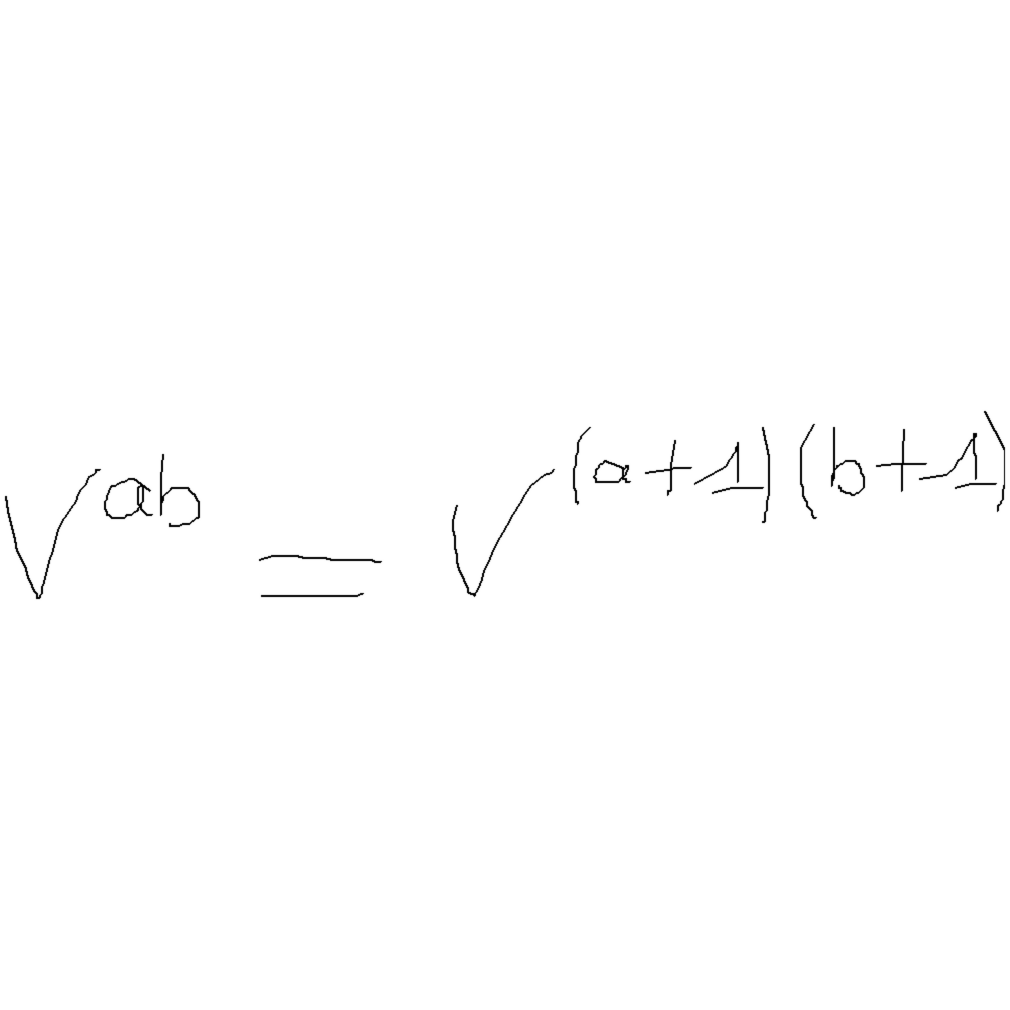 √ab = √(a+1)(b+1)